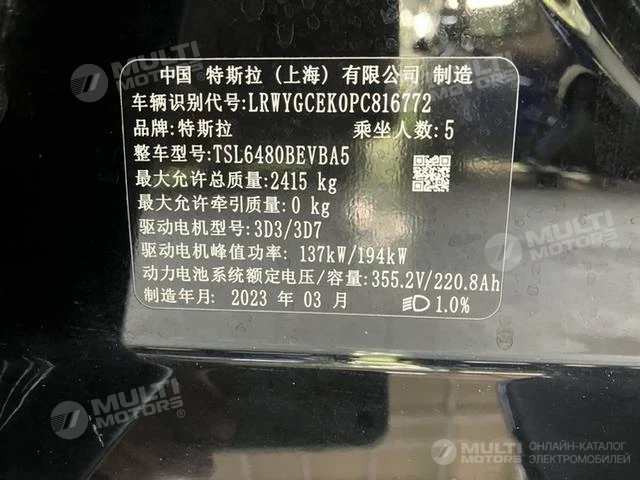 中国 特斯拉 (上海) 有限公司 制造
车辆识别代号:LRWYGCEK0PC816772
品牌:特斯拉 乘坐人数:5
整车型号:TSL6480BEVBA5
最大允许总质量:2415 kg
最大允许牵引质量:0 kg
驱动电机型号:3D3/3D7
驱动电机峰值功率: 137kW/194kW
动力电池系统额定电压/容量:355.2V/220.8Ah
制造年月: 2023 年 03 月 1.0%
MULTI MOTORS
MULTI MOTORS
MULTI MOTORS
MULTI MOTORS
MULTI MOTORS ОНЛАЙН-КАТАЛОГ ЭЛЕКТРОМОБИЛЕЙ